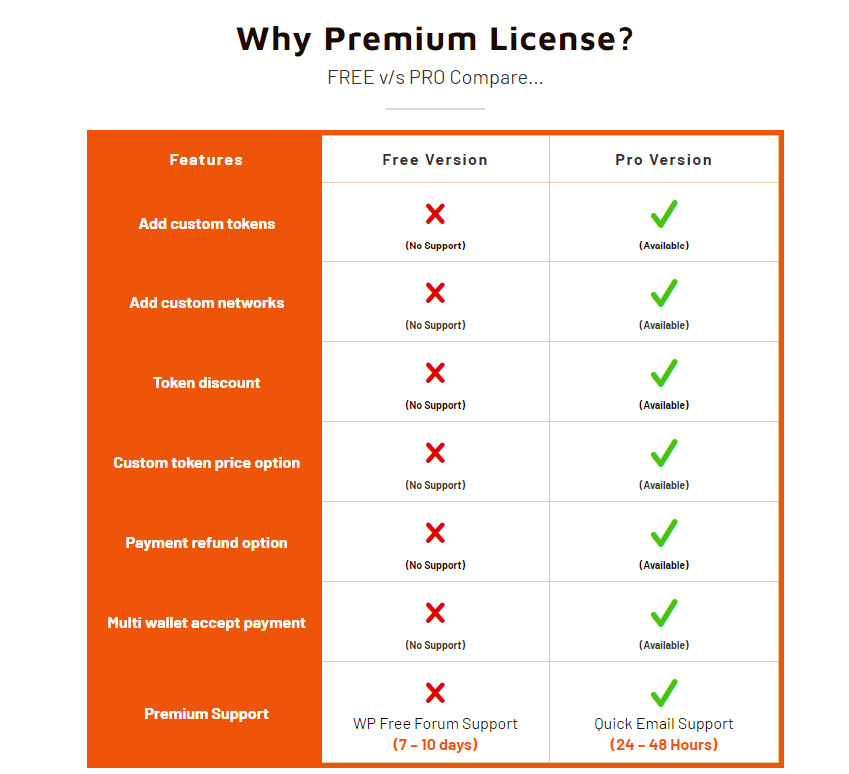 Why Premium License?
FREE v/s PRO Compare...
Features Free Version Pro Version
Add custom tokens (No Support) (Available)
Add custom networks (No Support) (Available)
Token discount (No Support) (Available)
Custom token price option (No Support) (Available)
Payment refund option (No Support) (Available)
Multi wallet accept payment (No Support) (Available)
Premium Support
WP Free Forum Support Quick Email Support
(7 – 10 days) (24 – 48 Hours)